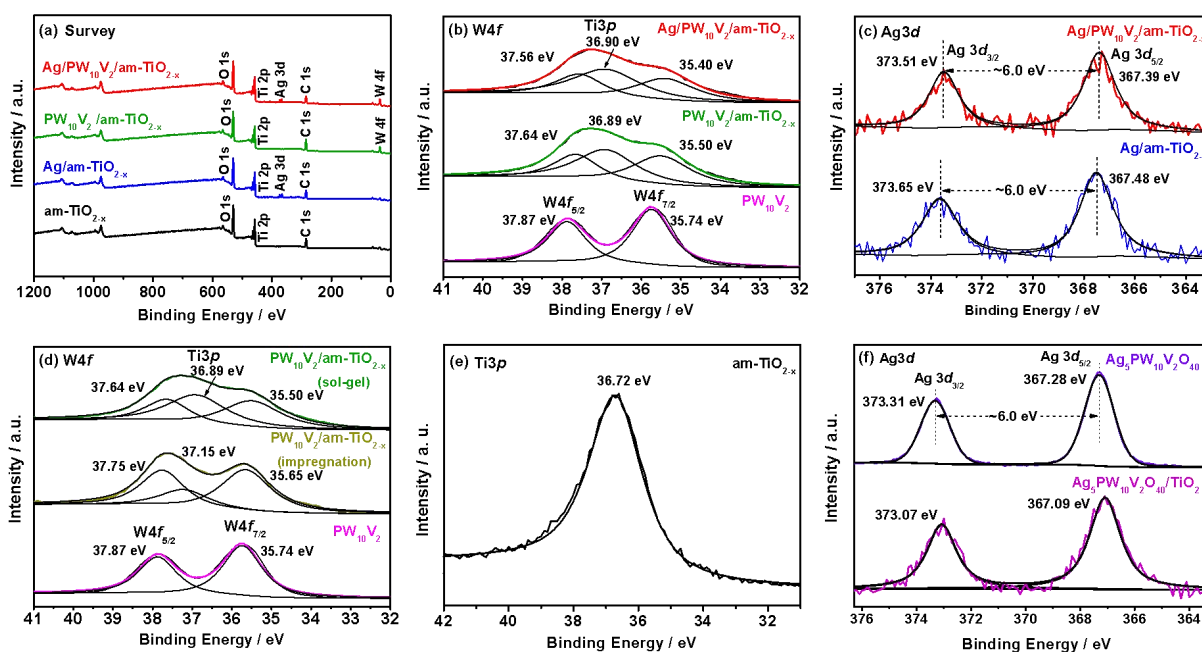 (a) Survey
Ag/PW10V2/am-TiO2-x
O 1s
Ti 2p
Ag 3d
C 1s
W 4f
PW10V2/am-TiO2-x
O1s
Ti 2p
C 1s
W 4f
Ag/am-TiO2-x
O 1s
Ti 2p
Ag 3d
C 1s
am-TiO2-x
O1s
Ti 2p
C 1s
Intensity / a.u.
1200 1000 800 600 400 200 0
Binding Energy / eV
(b) W4f
Ti3p
Ag/PW10V2/am-TiO2-x
37.56 eV
36.90 eV
35.40 eV
PW10V2/am-TiO2-x
37.64 eV
36.89 eV
35.50 eV
W4f5/2
W4f7/2
PW10V2
37.87 eV
35.74 eV
Intensity / a.u.
41 40 39 38 37 36 35 34 33 32
Binding Energy / eV
(c) Ag3d
Ag/PW10V2/am-TiO2-
Ag 3d3/2
Ag 3d5/2
373.51 eV
~6.0 eV
367.39 eV
Ag/am-TiO2-
373.65 eV
~6.0 eV
367.48 eV
Intensity / a.u.
376 374 372 370 368 366 364
Binding Energy / eV
(d) W4f
Ti3p
PW10V2/am-TiO2-x
(sol-gel)
37.64 eV
36.89 eV
35.50 eV
PW10V2/am-TiO2-x
(impregnation)
37.75 eV
37.15 eV
35.65 eV
W4f5/2
W4f7/2
PW10V2
37.87 eV
35.74 eV
Intensity / a.u.
41 40 39 38 37 36 35 34 33 32
Binding Energy / eV
(e) Ti3p
am-TiO2-x
36.72 eV
Intensity / a.u.
42 40 38 36 34 32
Binding Energy / eV
(f) Ag3d
Ag5PW10V2O40
Ag 3d3/2
Ag 3d5/2
373.31 eV
367.28 eV
~6.0 eV
Ag5PW10V2O40/TiO2
373.07 eV
367.09 eV
Intensity / a.u.
376 374 372 370 368 366 364
Binding Energy / eV